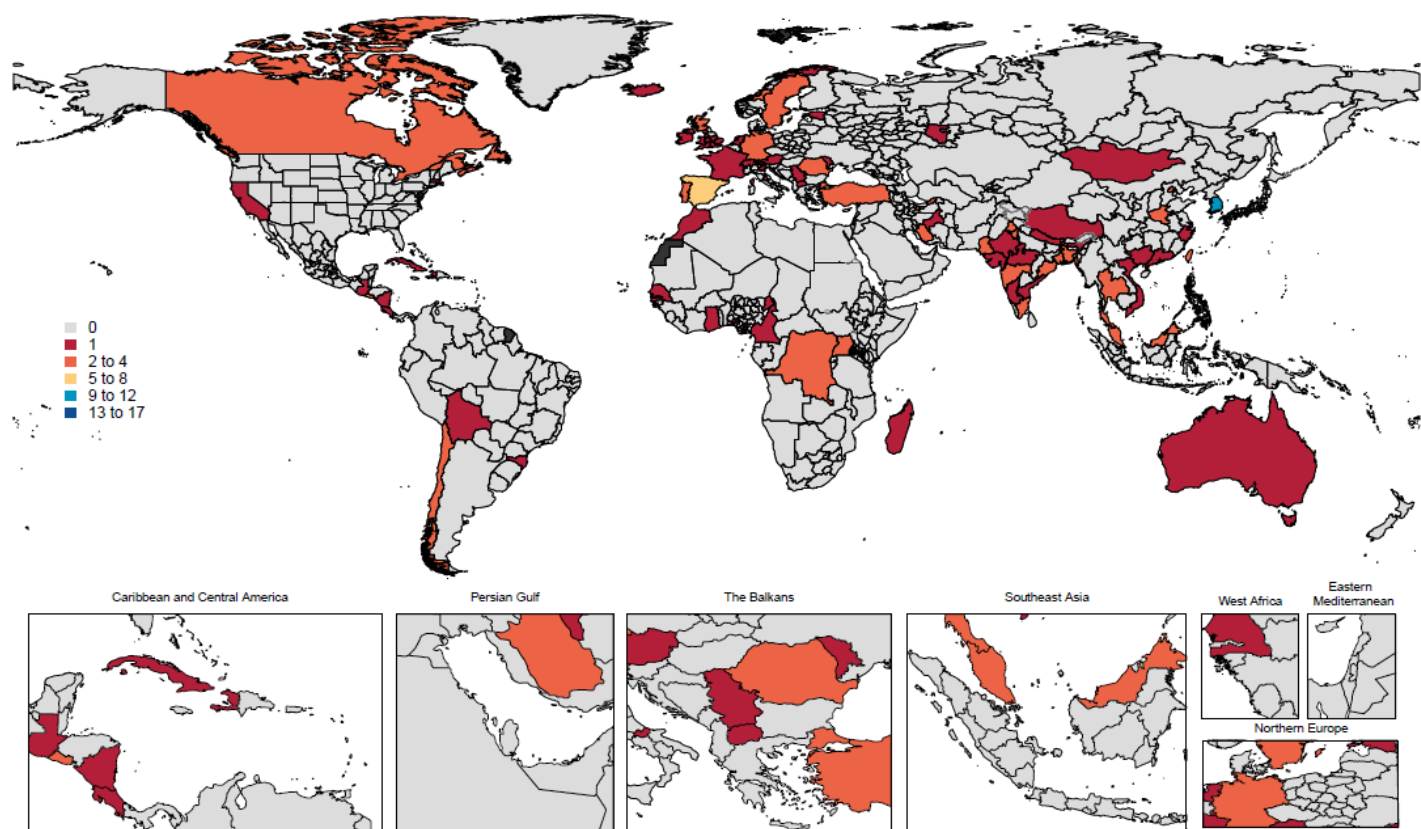 0
1
2 to 4
5 to 8
9 to 12
13 to 17
Caribbean and Central America
Persian Gulf
The Balkans
Southeast Asia
West Africa
Eastern
Mediterranean
Northern Europe